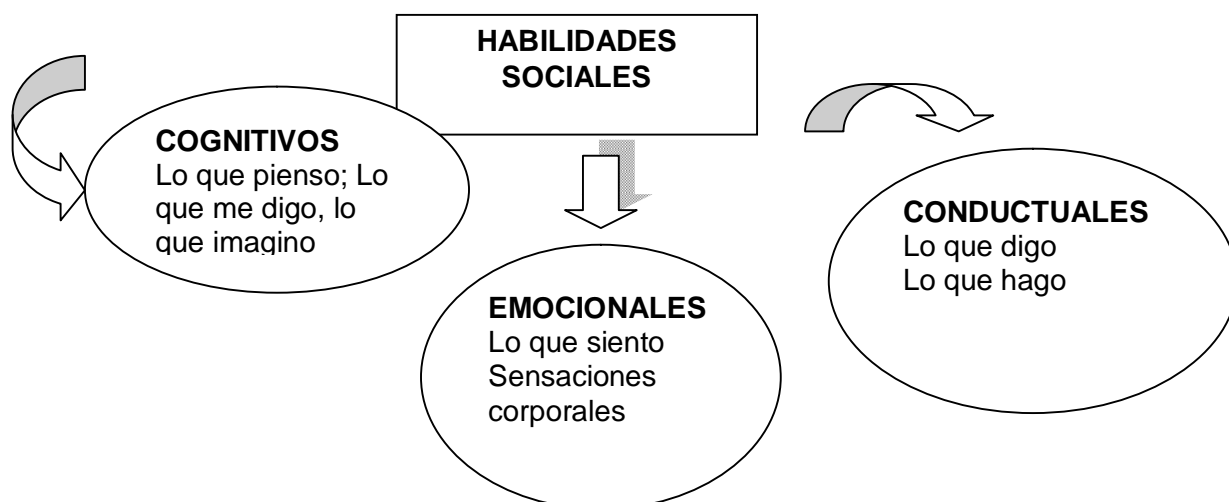 HABILIDADES
SOCIALES
COGNITIVOS
Lo que pienso; Lo
que me digo, lo
que imagino
EMOCIONALES
Lo que siento
Sensaciones
corporales
CONDUCTUALES
Lo que digo
Lo que hago